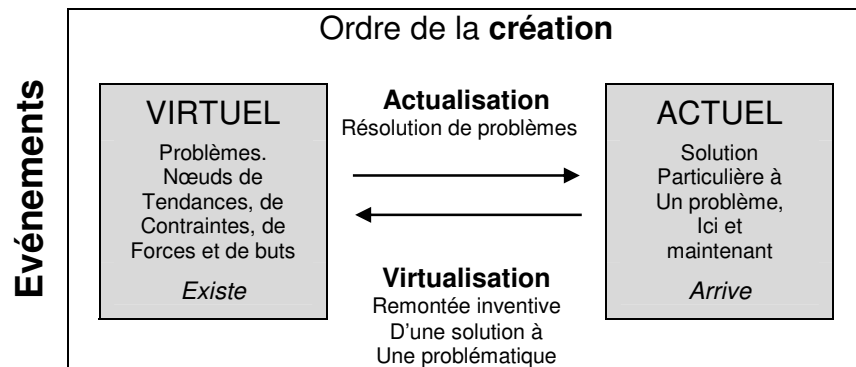 Ordre de la création
Evénements
VIRTUEL
Problèmes.
Nœuds de
Tendances, de
Contraintes, de
Forces et de buts
Existe
Actualisation
Résolution de problèmes
Virtualisation
Remontée inventive
D'une solution à
Une problématique
ACTUEL
Solution
Particulière à
Un problème,
Ici et
maintenant
Arrive